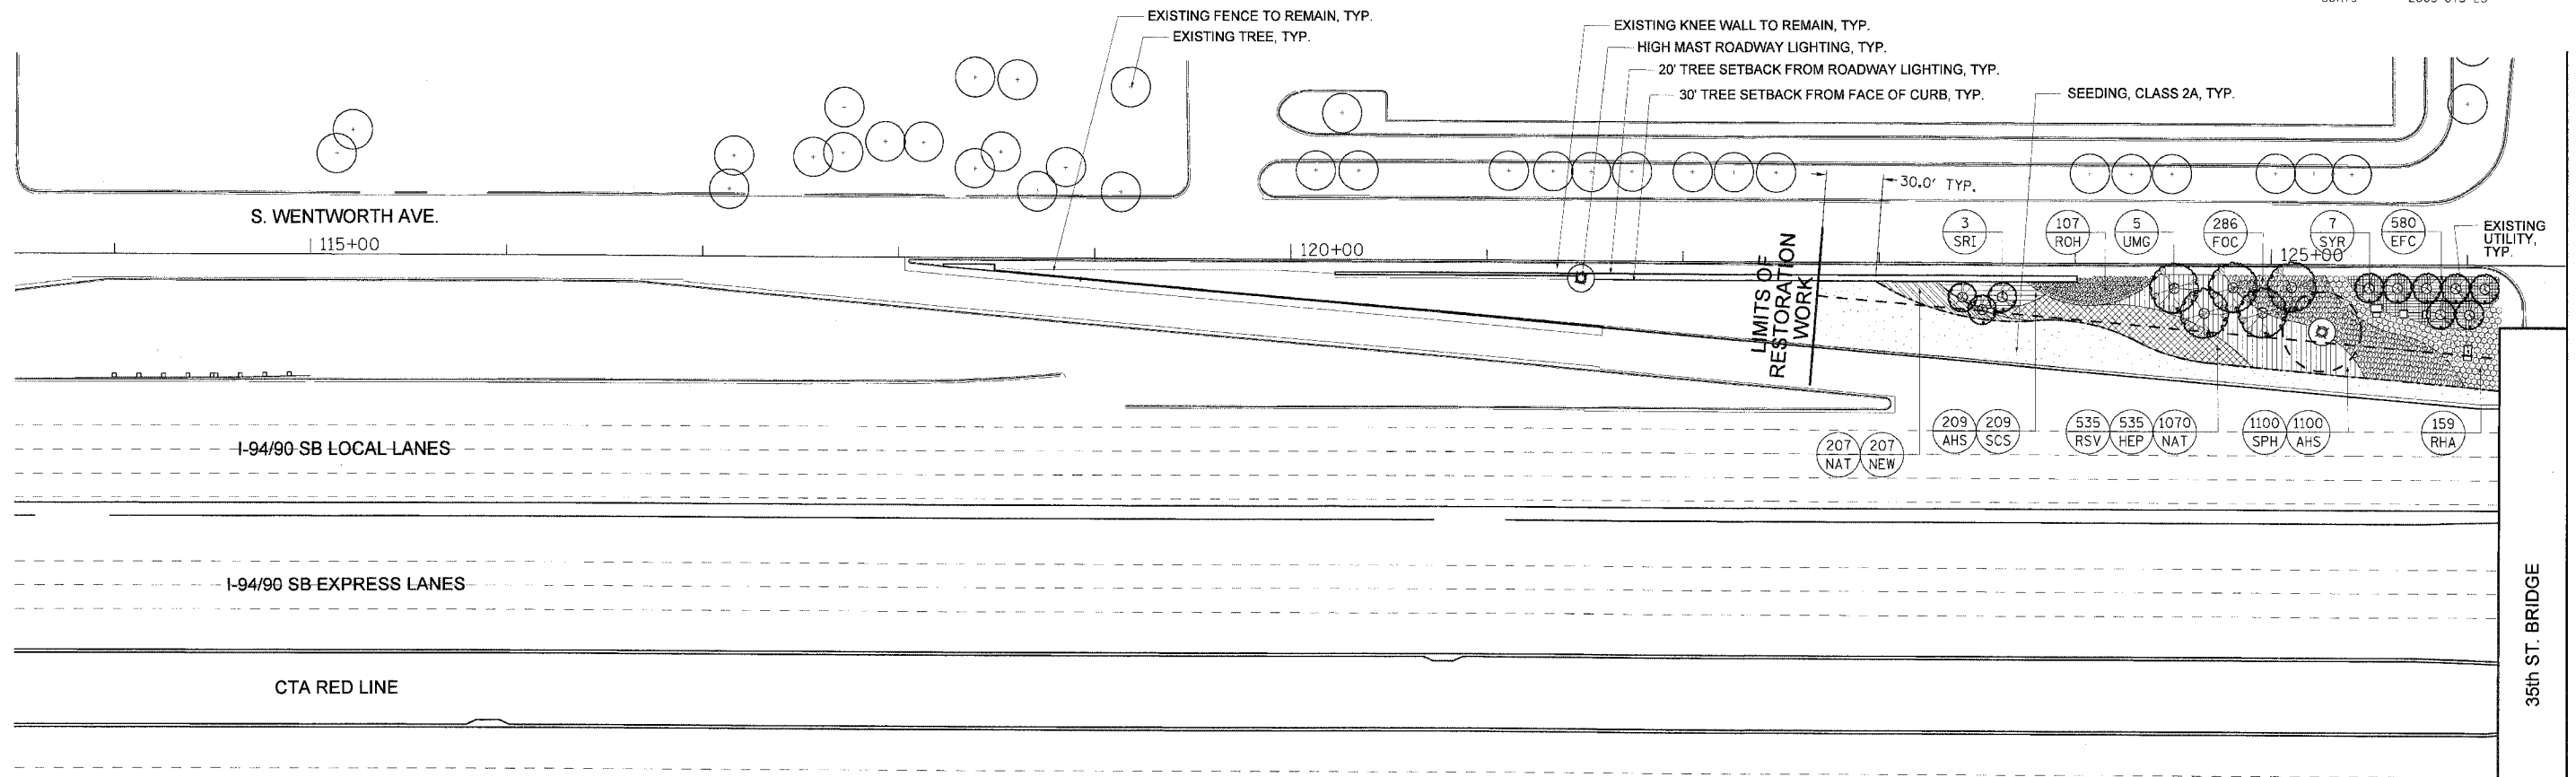 EXISTING FENCE TO REMAIN, TYP.
EXISTING TREE, TYP.
EXISTING KNEE WALL TO REMAIN, TYP.
HIGH MAST ROADWAY LIGHTING, TYP.
20' TREE SETBACK FROM ROADWAY LIGHTING, TYP.
30' TREE SETBACK FROM FACE OF CURB, TYP.
SEEDING, CLASS 2A, TYP.
30.0' TYP.
S. WENTWORTH AVE.
115+00
120+00
125+00
3
SRI
107
ROH
5
UMG
286
FOC
7
SYR
580
EFC
EXISTING
UTILITY,
TYP.
LIMITS OF
RESTORATION
WORK
207
NAT
207
NEW
209
AHS
209
SCS
535
RSV
535
HEP
1070
NAT
1100
SPH
1100
AHS
159
RHA
I-94/90 SB LOCAL LANES
I-94/90 SB EXPRESS LANES
CTA RED LINE
35th ST. BRIDGE